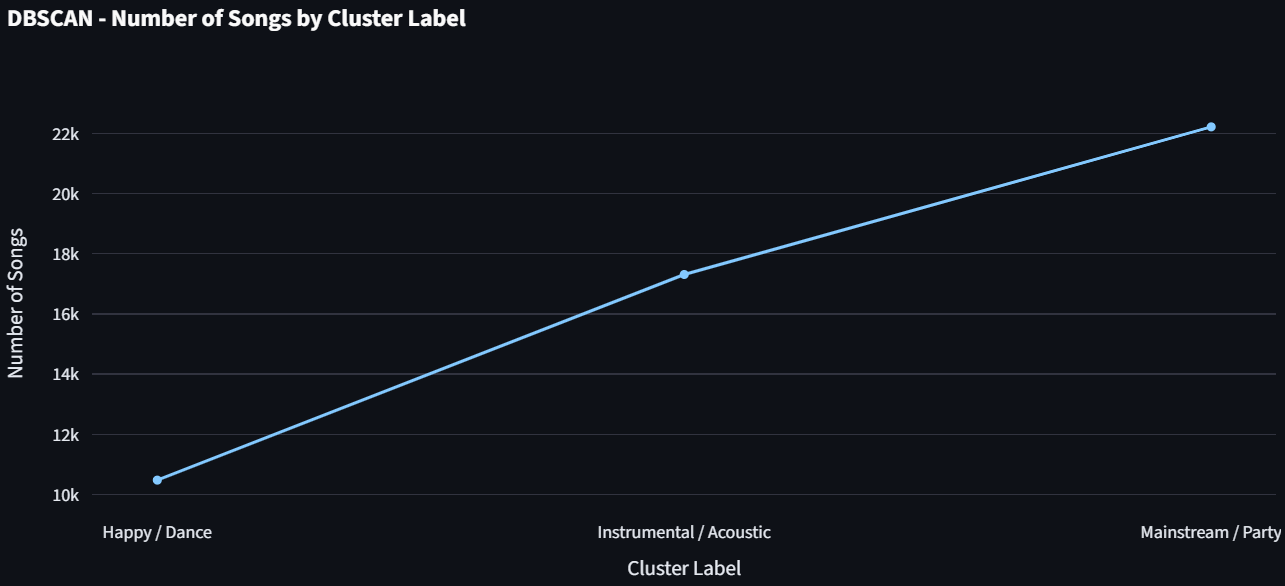 DBSCAN - Number of Songs by Cluster Label
22k
20k
18k
16k
14k
12k
10k
Number of Songs
Happy / Dance
Instrumental / Acoustic
Mainstream / Party
Cluster Label